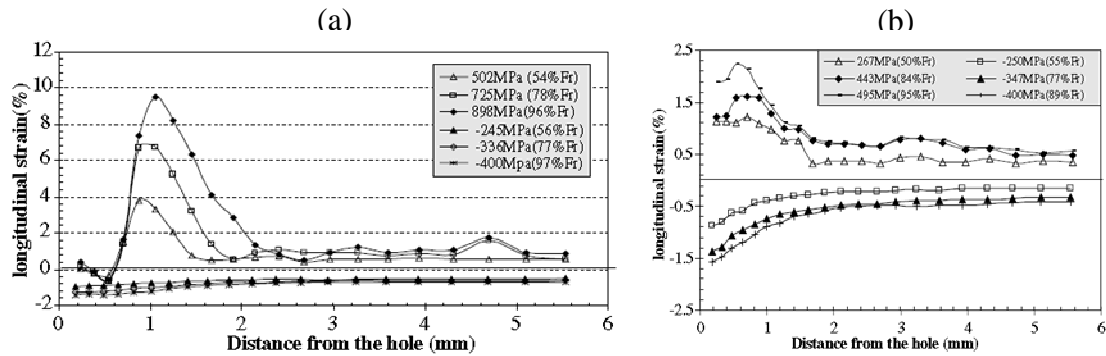 (a)
(b)
longitudinal strain(%)
12
10
8
6
4
2
0
-2
502MPa (54%Fr)
725MPa (78%Fr)
898MPa(96%Fr)
-245MPa(56%Fr)
-336MPa(77%Fr)
-400Mpa(97%Fr)
0 1 2 3 4 5 6
Distance from the hole (mm)
longitudinal strain(%)
2.5
1.5
0.5
-0.5
-1.5
-2.5
267MPa(50%Fr) -250MPa(55%Fr)
443MPa(84%Fr) -347MPa(77%Fr)
495MPa(95%Fr) -400MPa(89%Fr)
0 1 2 3 4 5 6
Distance from the hole (mm)